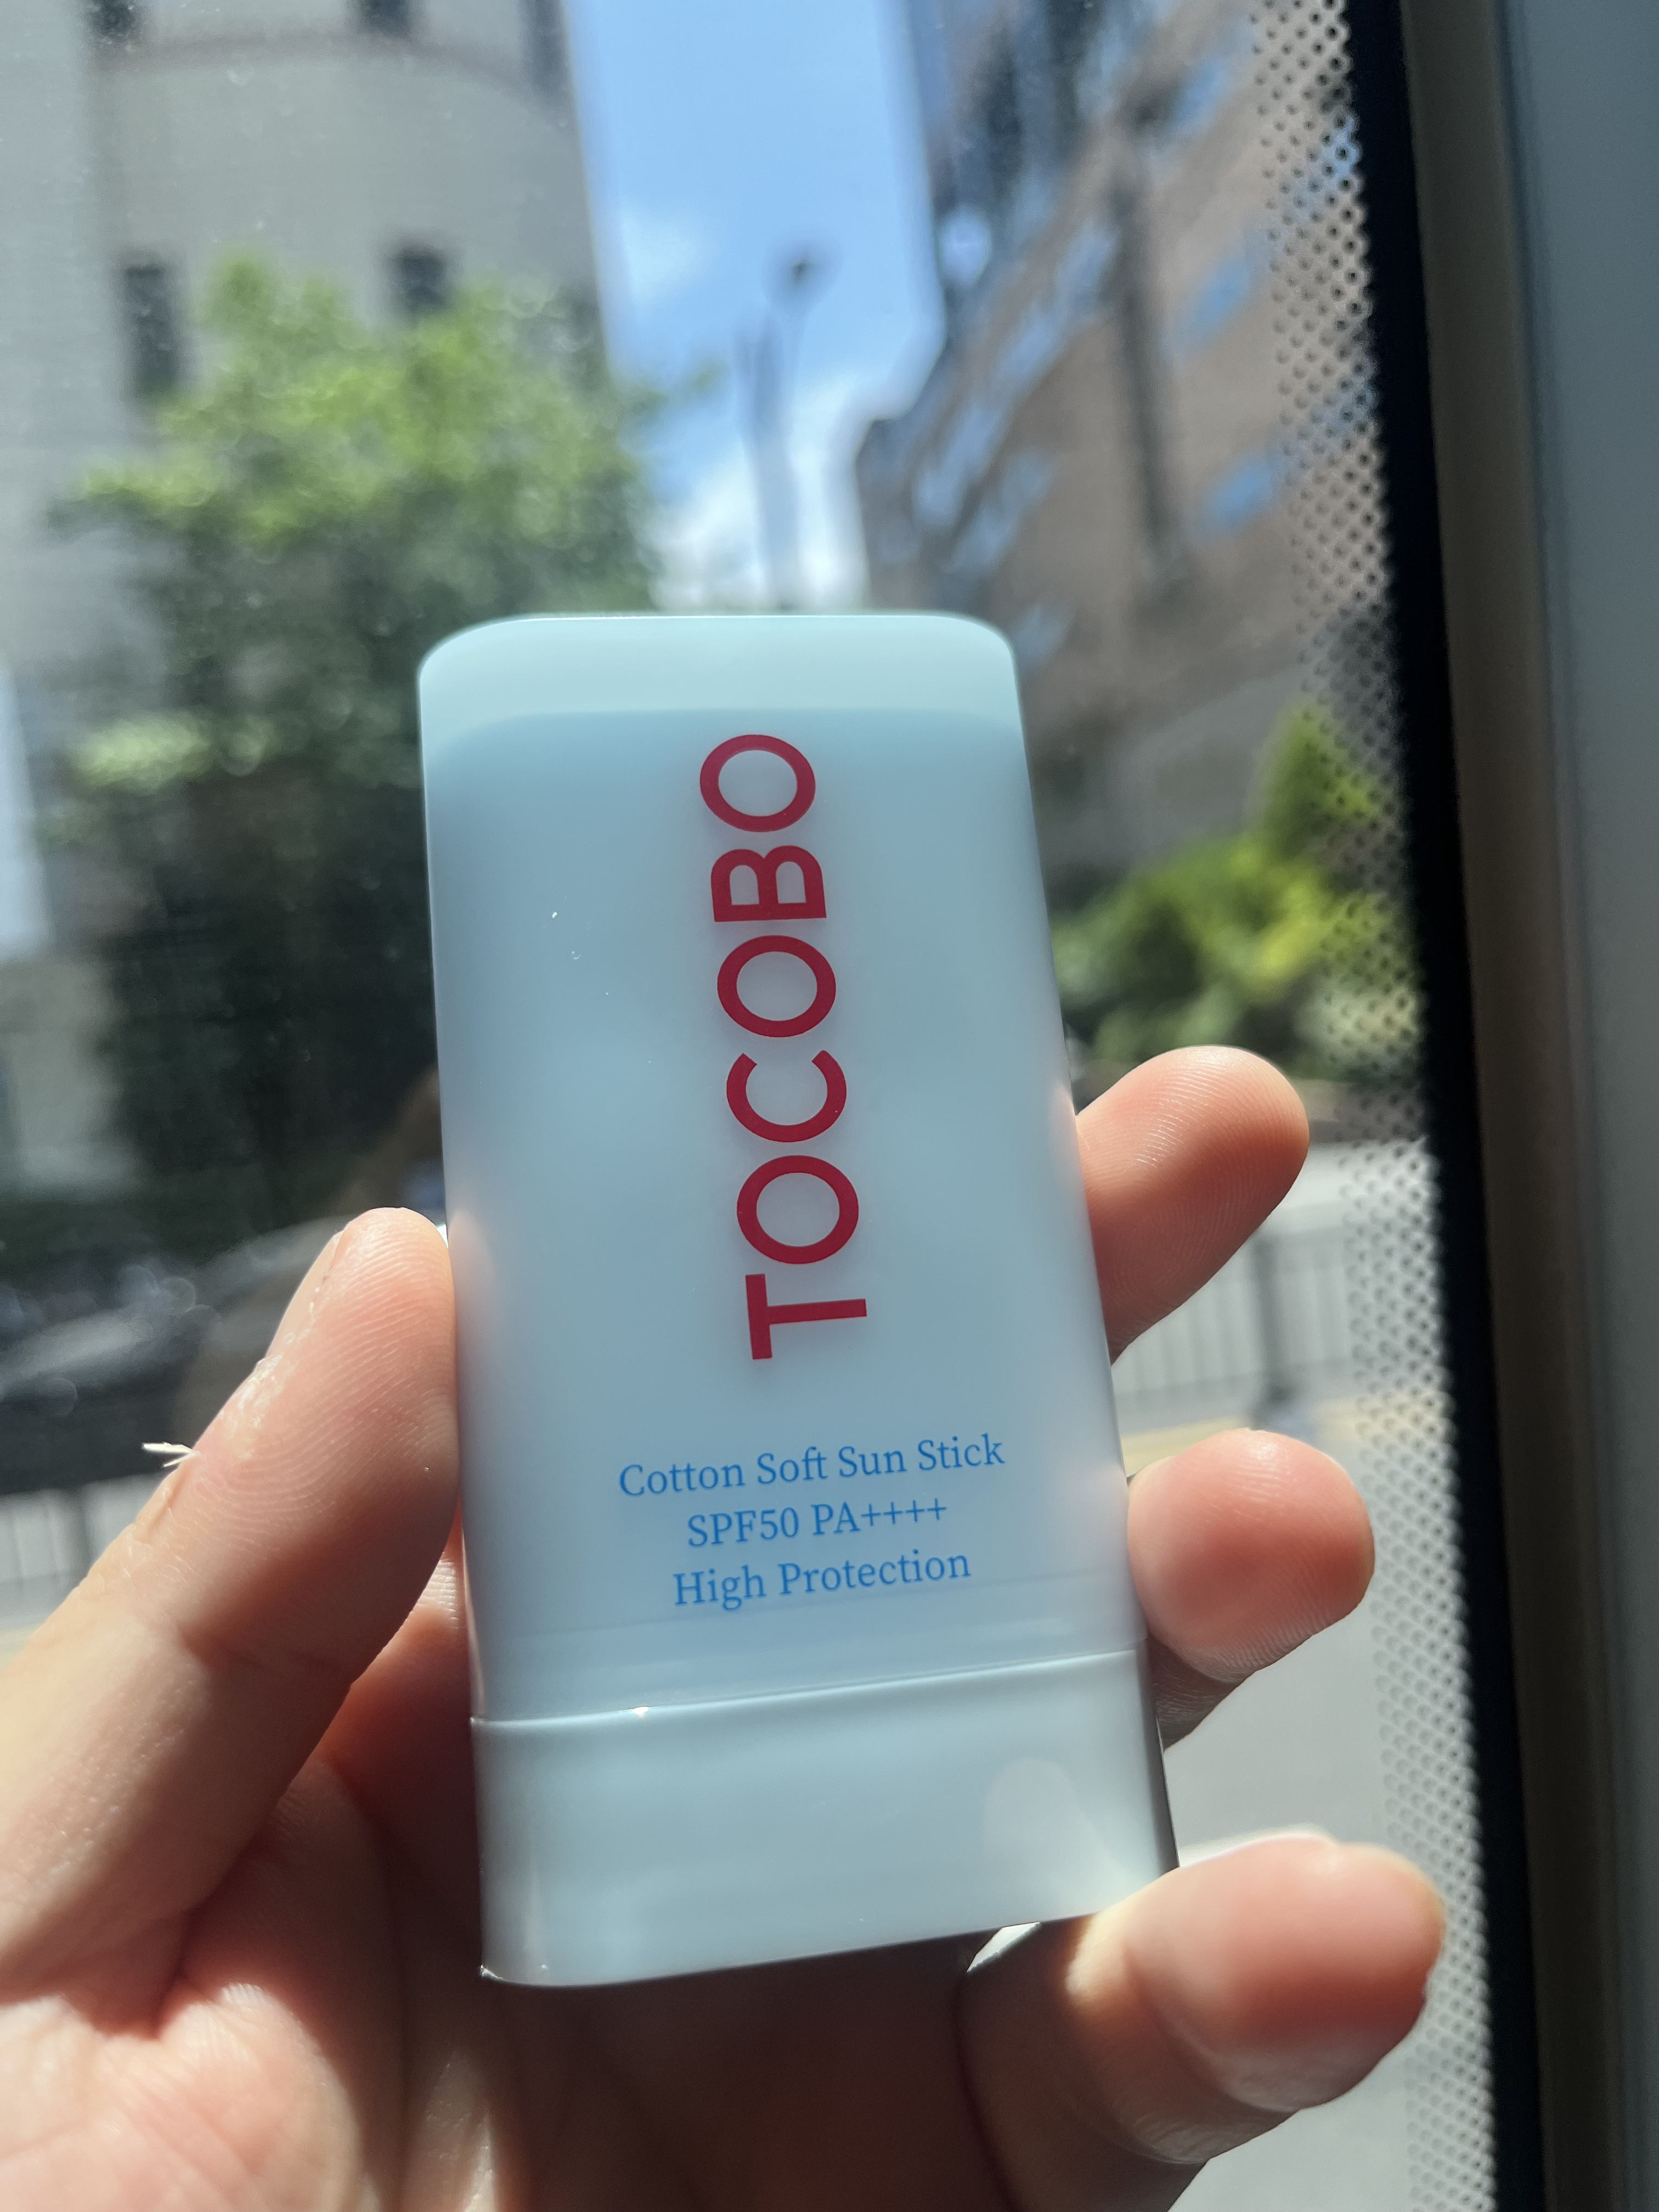 TOCOBO
Cotton Soft Sun Stick
SPF50 PA++++
High Protection